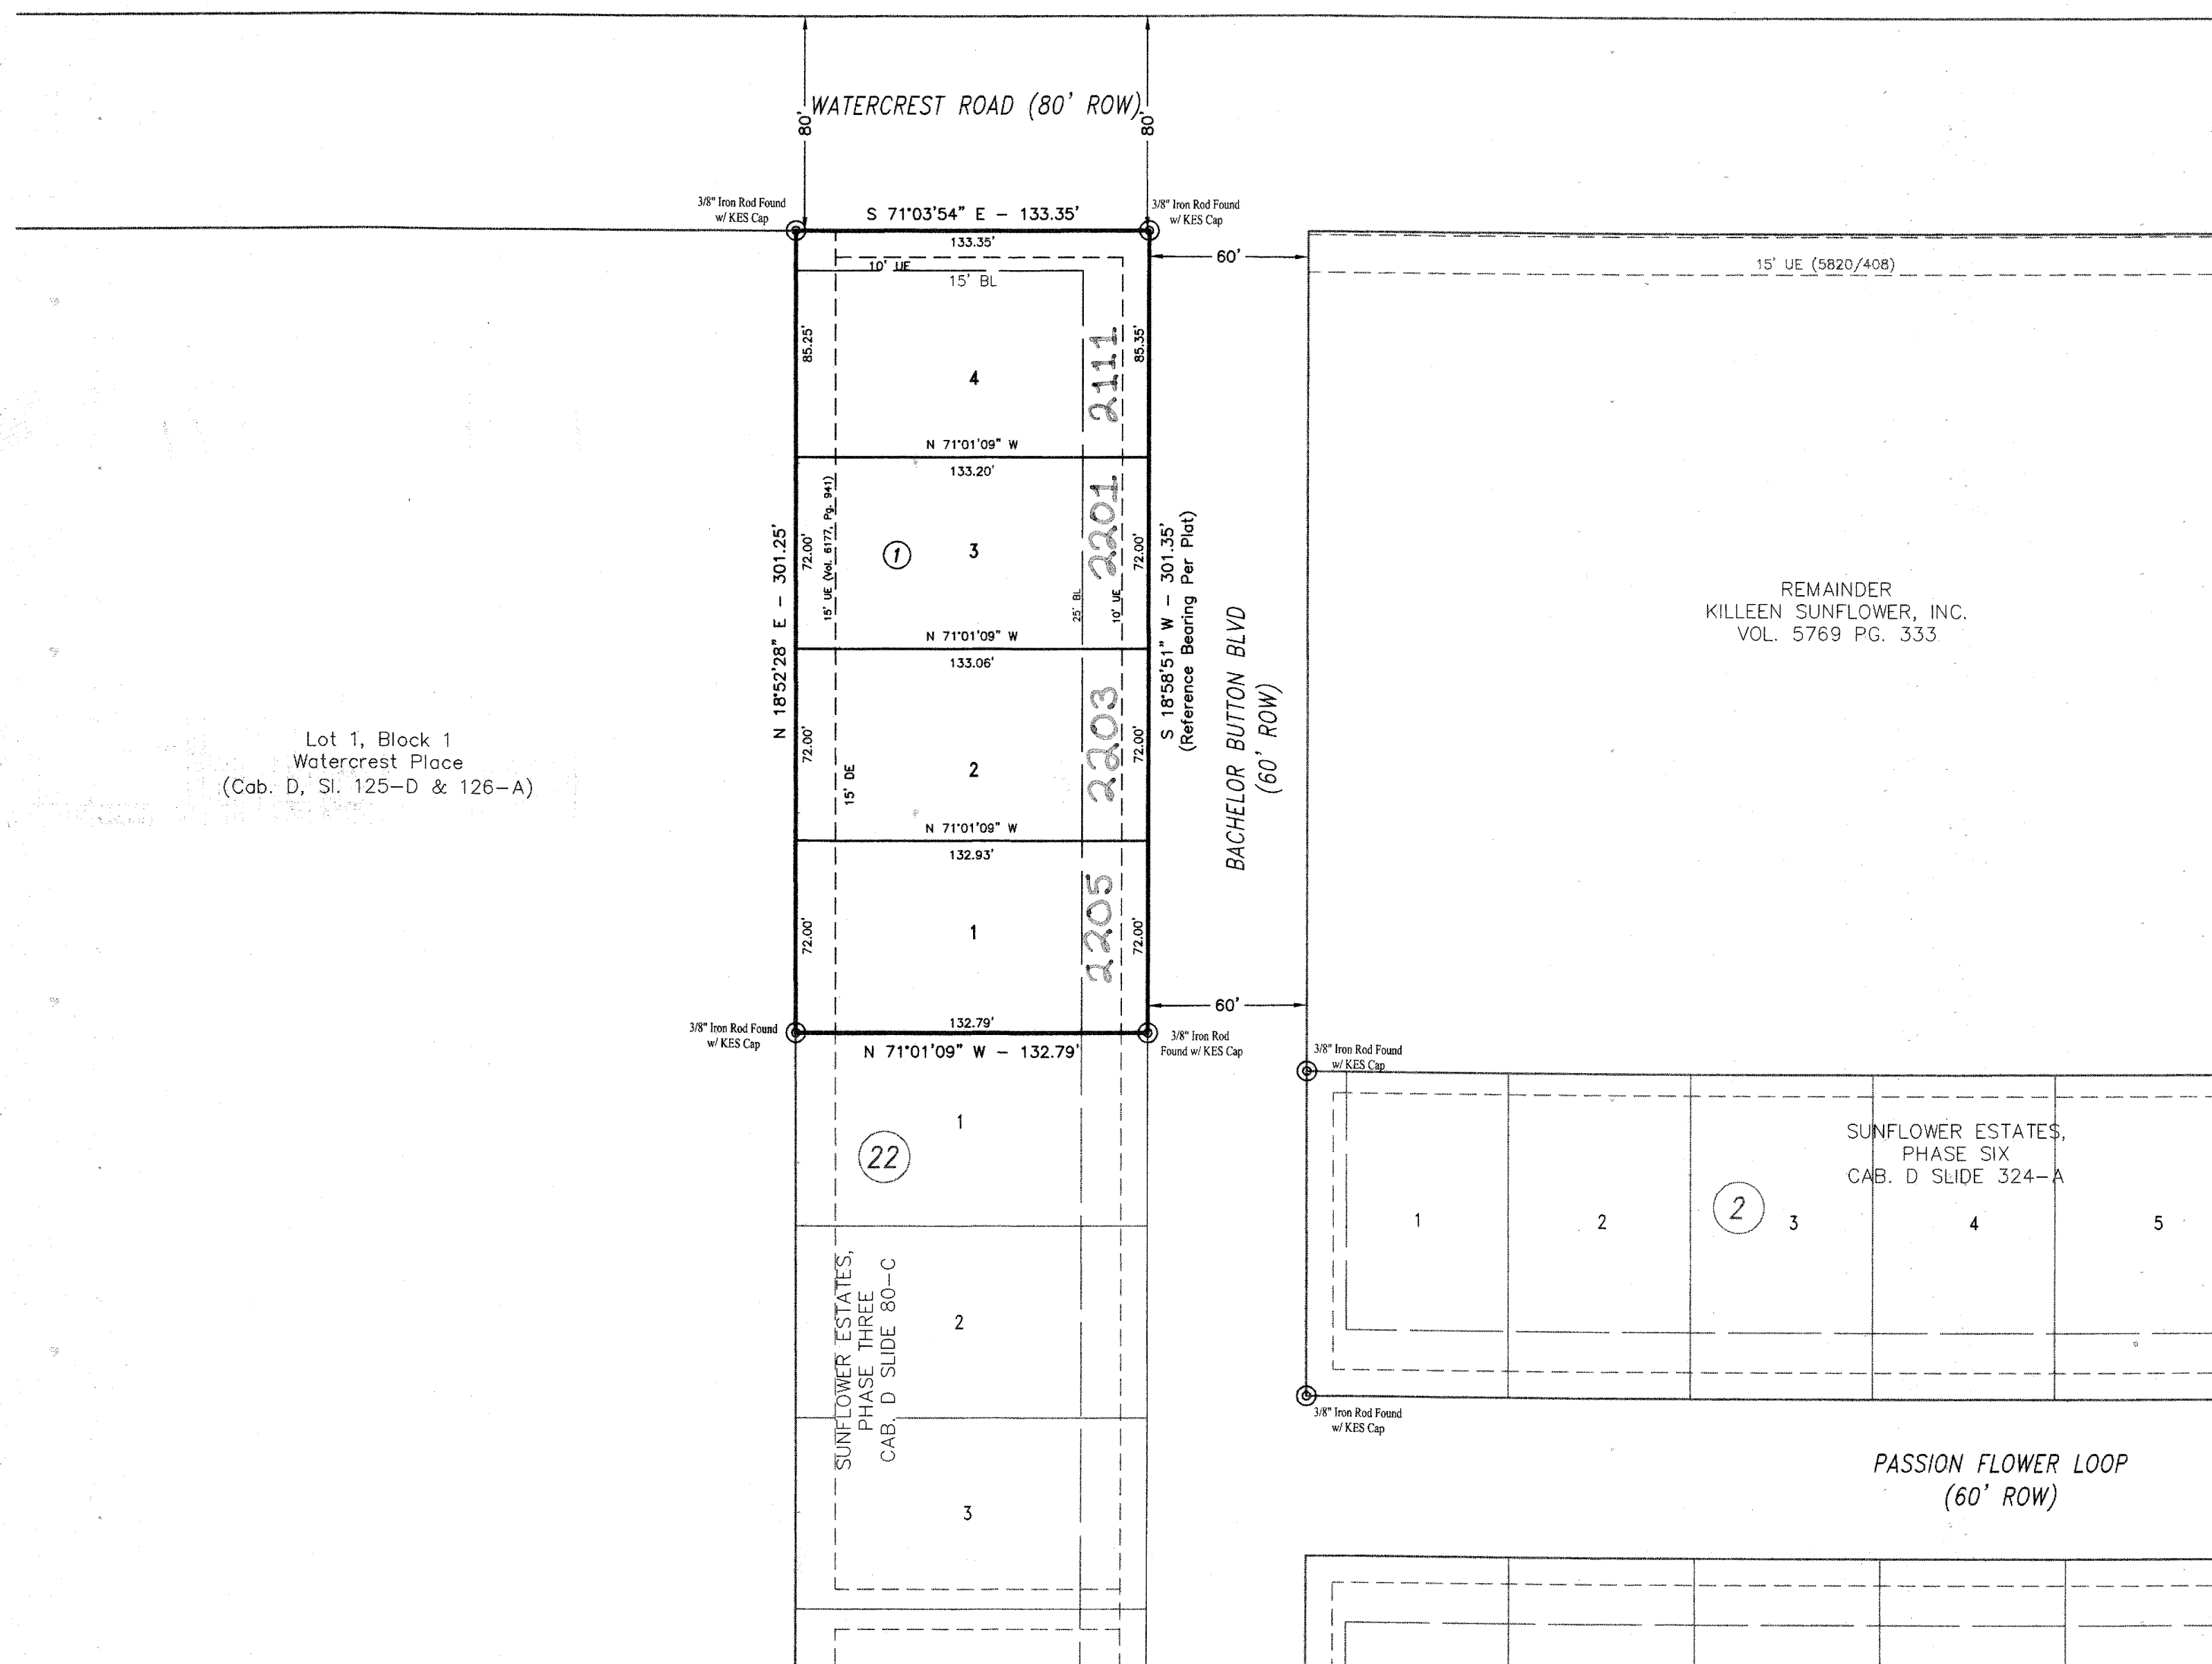 WATERCREST ROAD (80' ROW)
80'
80'
3/8" Iron Rod Found
w/ KES Cap
S 71°03'54" E - 133.35'
3/8" Iron Rod Found
w/ KES Cap
133.35'
10' UE
15' BL
60'
15' UE (5820/408)
85.25'
4
2111
85.35'
N 71°01'09" W
133.20'
N 18°52'28" E - 301.25'
72.00'
15' UE (Vol. 6177, Pg. 941)
1
3
25' BL
2201
10' UE
72.00'
S 18°58'51" W - 301.35'
(Reference Bearing Per Plat)
REMAINDER
KILLEEN SUNFLOWER, INC.
VOL. 5769 PG. 333
N 71°01'09" W
133.06'
BACHELOR BUTTON BLVD
(60' ROW)
Lot 1, Block 1
Watercrest Place
(Cab. D, Sl. 125-D & 126-A)
72.00'
15' DE
2
2203
72.00'
N 71°01'09" W
132.93'
72.00'
1
2205
72.00'
60'
132.79'
3/8" Iron Rod Found
w/ KES Cap
N 71°01'09" W - 132.79'
3/8" Iron Rod
Found w/ KES Cap
3/8" Iron Rod Found
w/ KES Cap
1
22
SUNFLOWER ESTATES,
PHASE SIX
CAB. D SLIDE 324-A
1
2
2
3
4
5
SUNFLOWER ESTATES,
PHASE THREE
CAB. D SLIDE 80-C
2
3
3/8" Iron Rod Found
w/ KES Cap
PASSION FLOWER LOOP
(60' ROW)